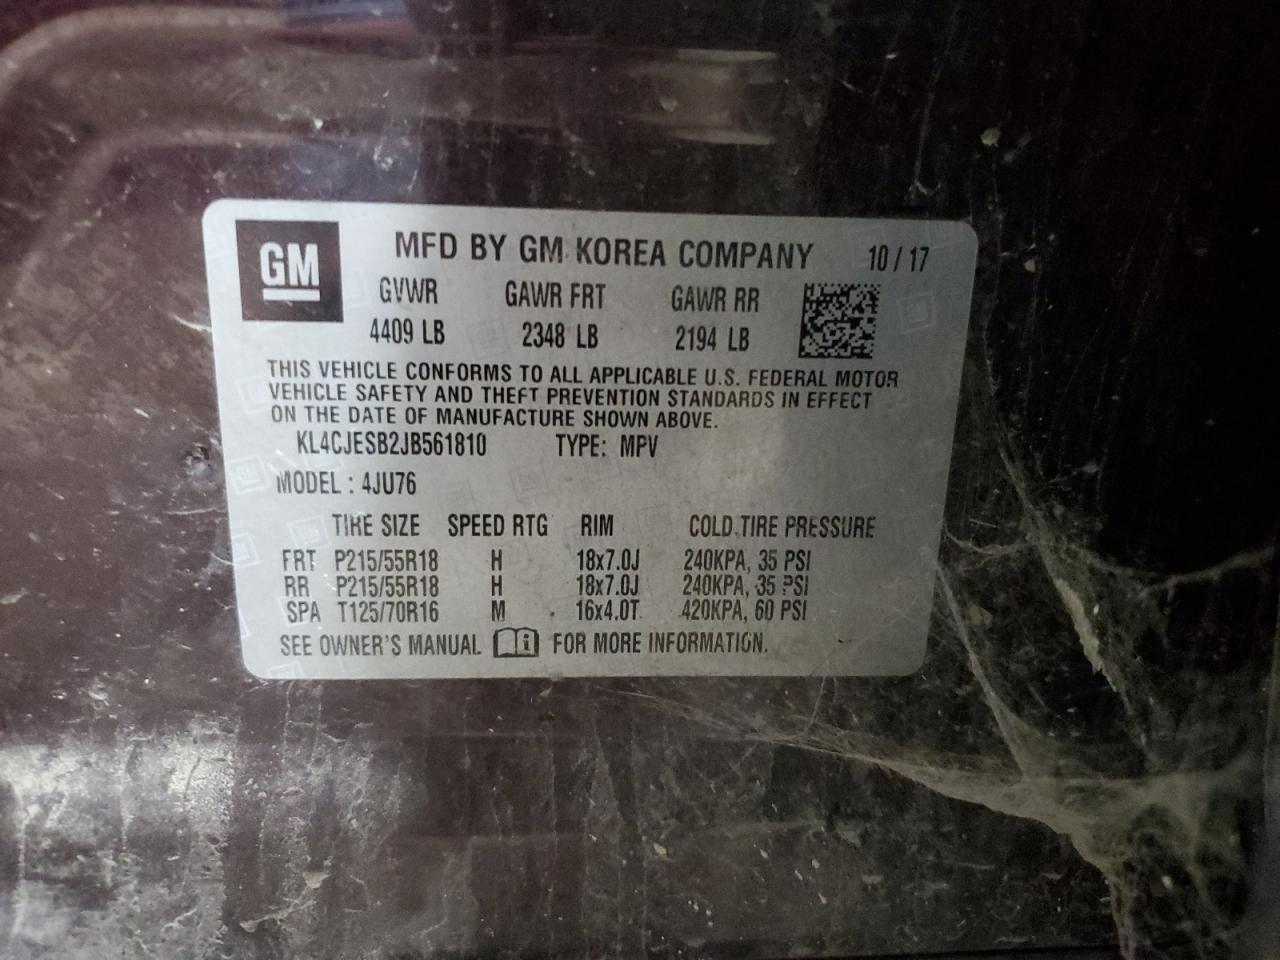 GM
MFD BY GM KOREA COMPANY 10 / 17
GVWR GAWR FRT GAWR RR
4409 LB 2348 LB 2194 LB
THIS VEHICLE CONFORMS TO ALL APPLICABLE U.S. FEDERAL MOTOR
VEHICLE SAFETY AND THEFT PREVENTION STANDARDS IN EFFECT
ON THE DATE OF MANUFACTURE SHOWN ABOVE.
KL4CJESB2JB561810 TYPE: MPV
MODEL : 4JU76
TIRE SIZE SPEED RTG RIM COLD TIRE PRESSURE
FRT P215/55R18 H 18x7.0J 240KPA, 35 PSI
RR P215/55R18 H 18x7.0J 240KPA, 35 PSI
SPA T125/70R16 M 16x4.0T 420KPA, 60 PSI
SEE OWNER'S MANUAL FOR MORE INFORMATION.